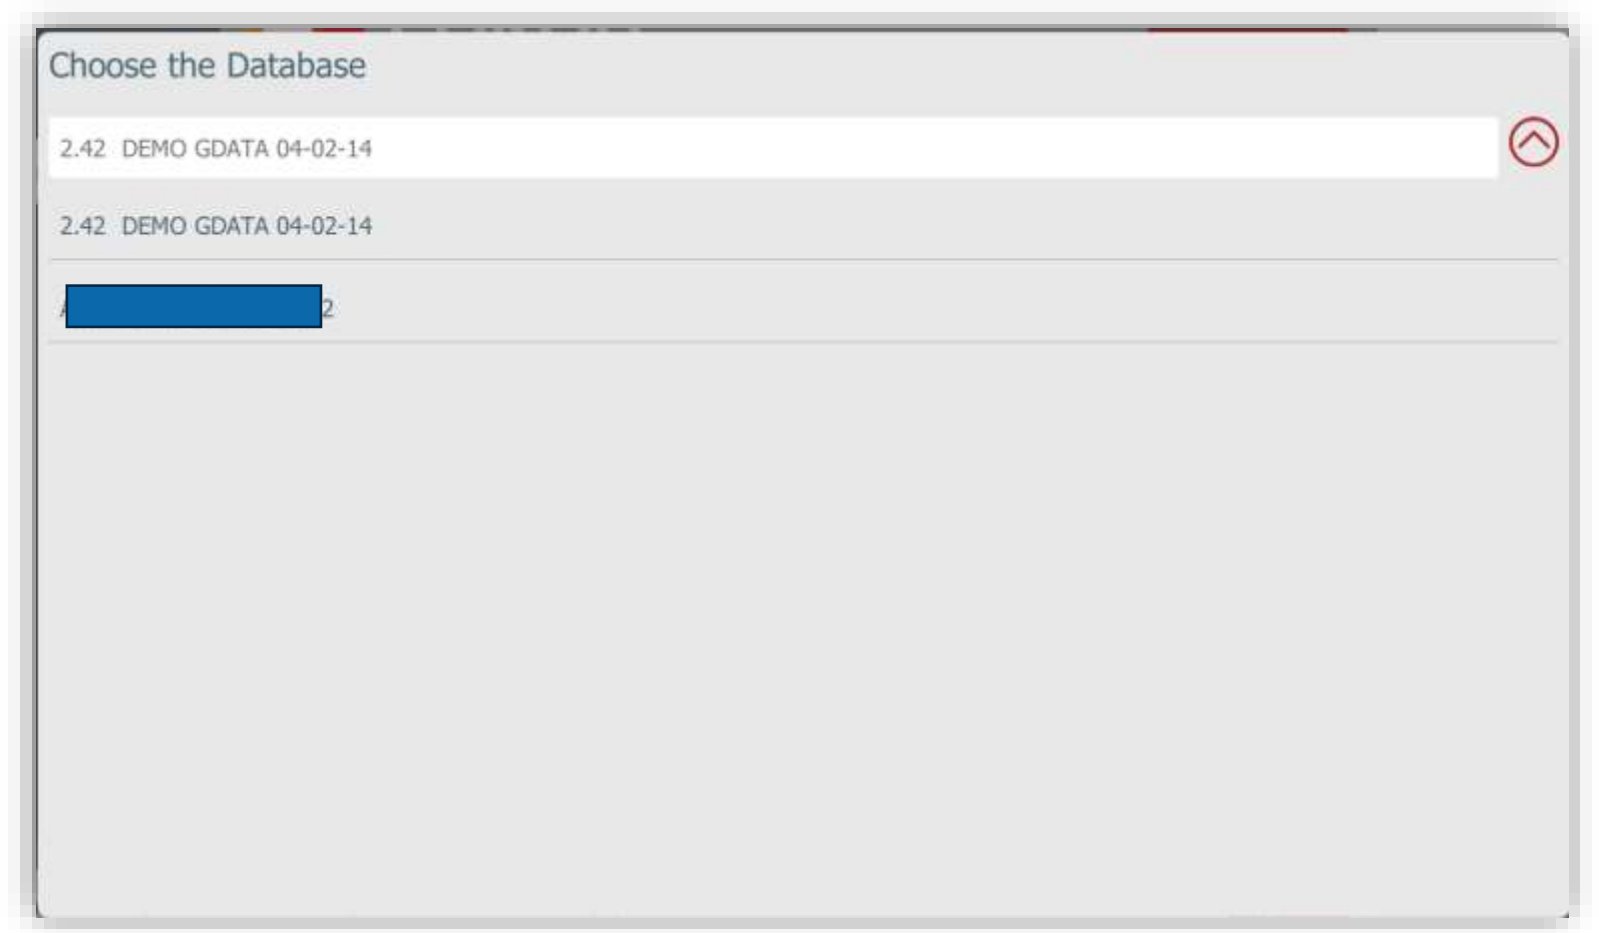 Choose the Database
2.42 DEMO GDATA 04-02-14
2.42 DEMO GDATA 04-02-14
2